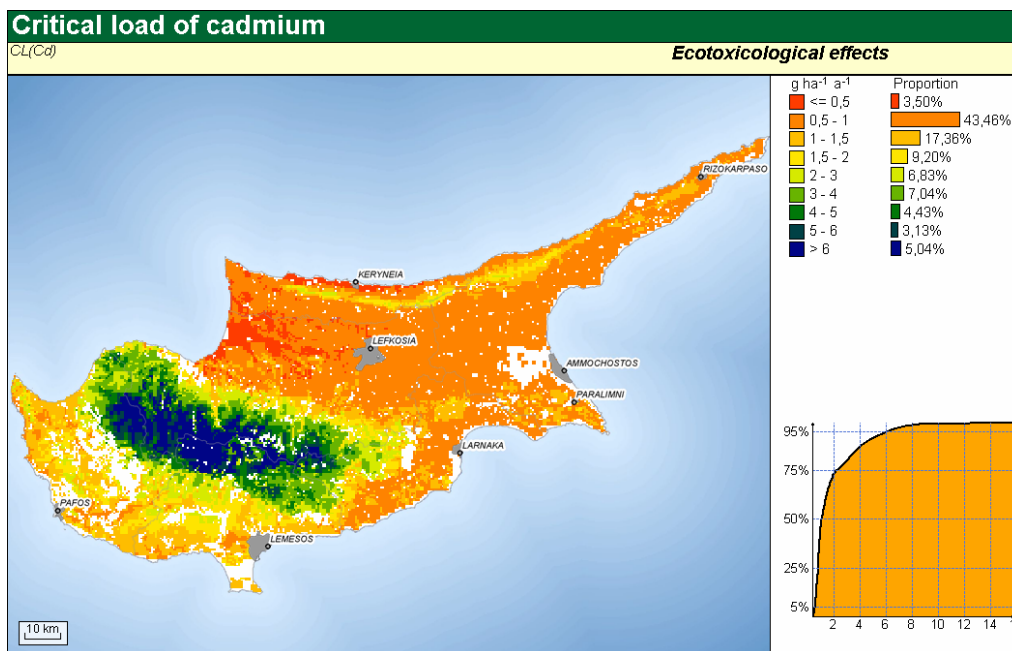 Critical load of cadmium
CL(Cd)
Ecotoxicological effects
g ha-1 a-1 Proportion
<= 0,5 3,50%
0,5 - 1 43,46%
1 - 1,5 17,36%
1,5 - 2 9,20%
2 - 3 6,83%
3 - 4 7,04%
4 - 5 4,43%
5 - 6 3,13%
> 6 5,04%
RIZOKARPASO
KERYNEIA
LEFKOSIA
AMMOCHOSTOS
PARALIMNI
LARNAKA
PAFOS
LEMESOS
10 km
95%
75%
50%
25%
5%
2 4 6 8 10 12 14